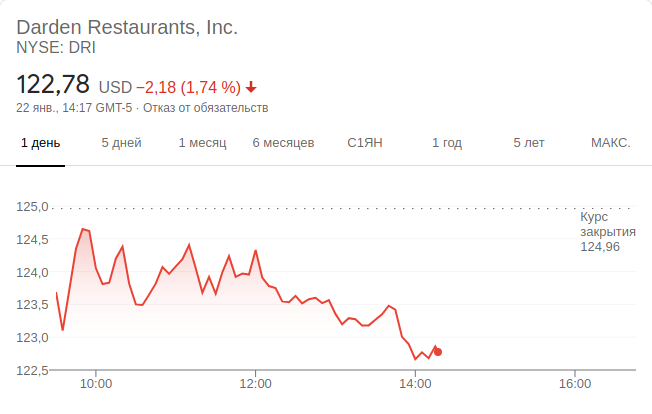 Darden Restaurants, Inc.
NYSE: DRI
122,78 USD −2,18 (1,74 %)
22 янв., 14:17 GMT-5 · Отказ от обязательств
1 день 5 дней 1 месяц 6 месяцев С1ЯН 1 год 5 лет МАКС.
125,0
Курс
закрытия
124,96
124,5
124,0
123,5
123,0
122,5
10:00 12:00 14:00 16:00